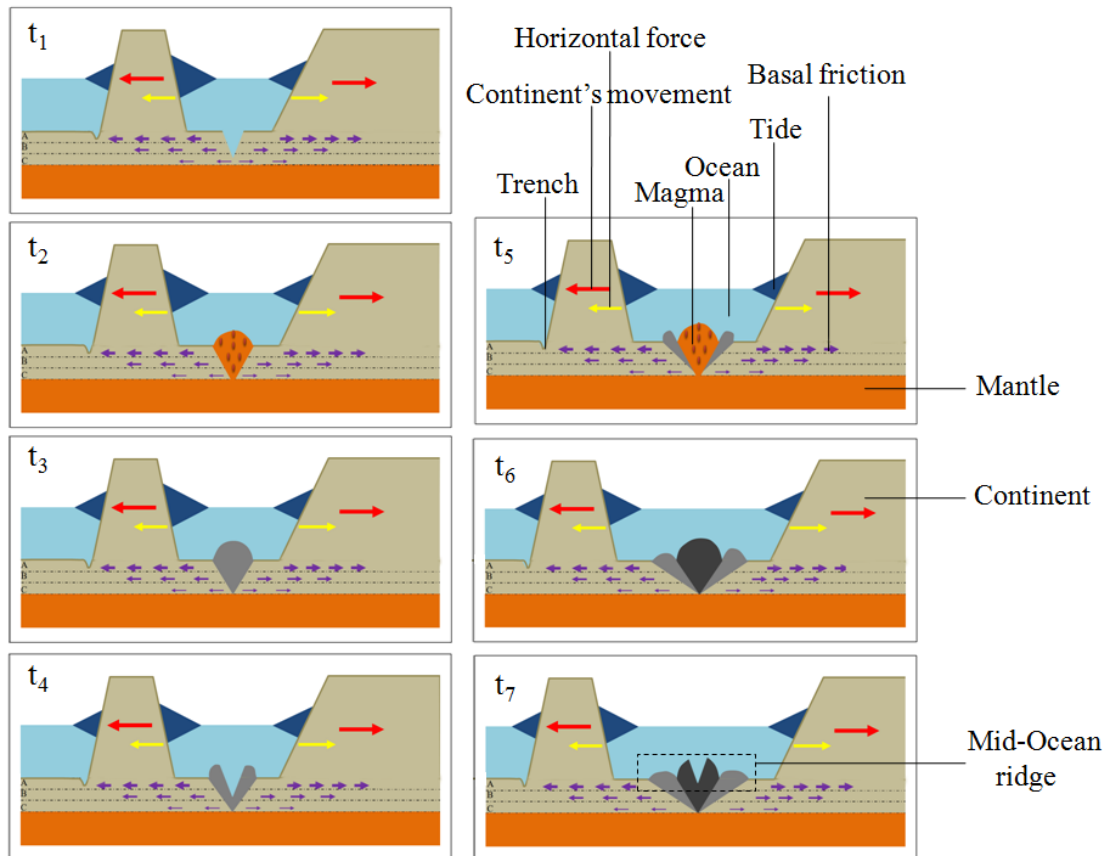 t1
A
B
C
t2
A
B
C
t3
A
B
C
t4
A
B
C
Horizontal force
Continent's movement
Basal friction
Tide
Ocean
Trench
Magma
t5
A
B
C
Mantle
t6
A
B
C
Continent
t7
A
B
C
Mid-Ocean
ridge